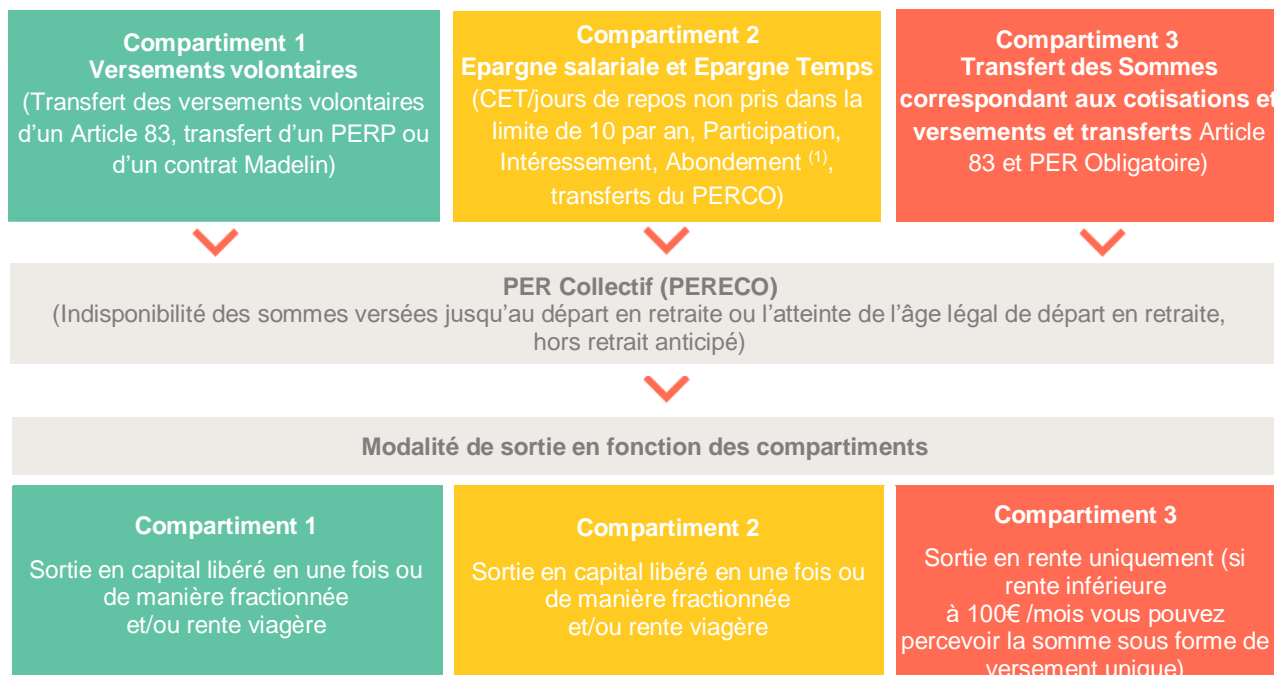 Compartiment 1
Versements volontaires
(Transfert des versements volontaires
d’un Article 83, transfert d’un PERP ou
d’un contrat Madelin)
Compartiment 2
Epargne salariale et Epargne Temps
(CET/jours de repos non pris dans la
limite de 10 par an, Participation,
Intéressement, Abondement (1),
transferts du PERCO)
Compartiment 3
Transfert des Sommes
correspondant aux cotisations et
versements et transferts Article
83 et PER Obligatoire)
PER Collectif (PERECO)
(Indisponibilité des sommes versées jusqu’au départ en retraite ou l’atteinte de l’âge légal de départ en retraite,
hors retrait anticipé)
Modalité de sortie en fonction des compartiments
Compartiment 1
Sortie en capital libéré en une fois ou
de manière fractionnée
et/ou rente viagère
Compartiment 2
Sortie en capital libéré en une fois ou
de manière fractionnée
et/ou rente viagère
Compartiment 3
Sortie en rente uniquement (si
rente inférieure
à 100€ /mois vous pouvez
percevoir la somme sous forme de
versement unique)